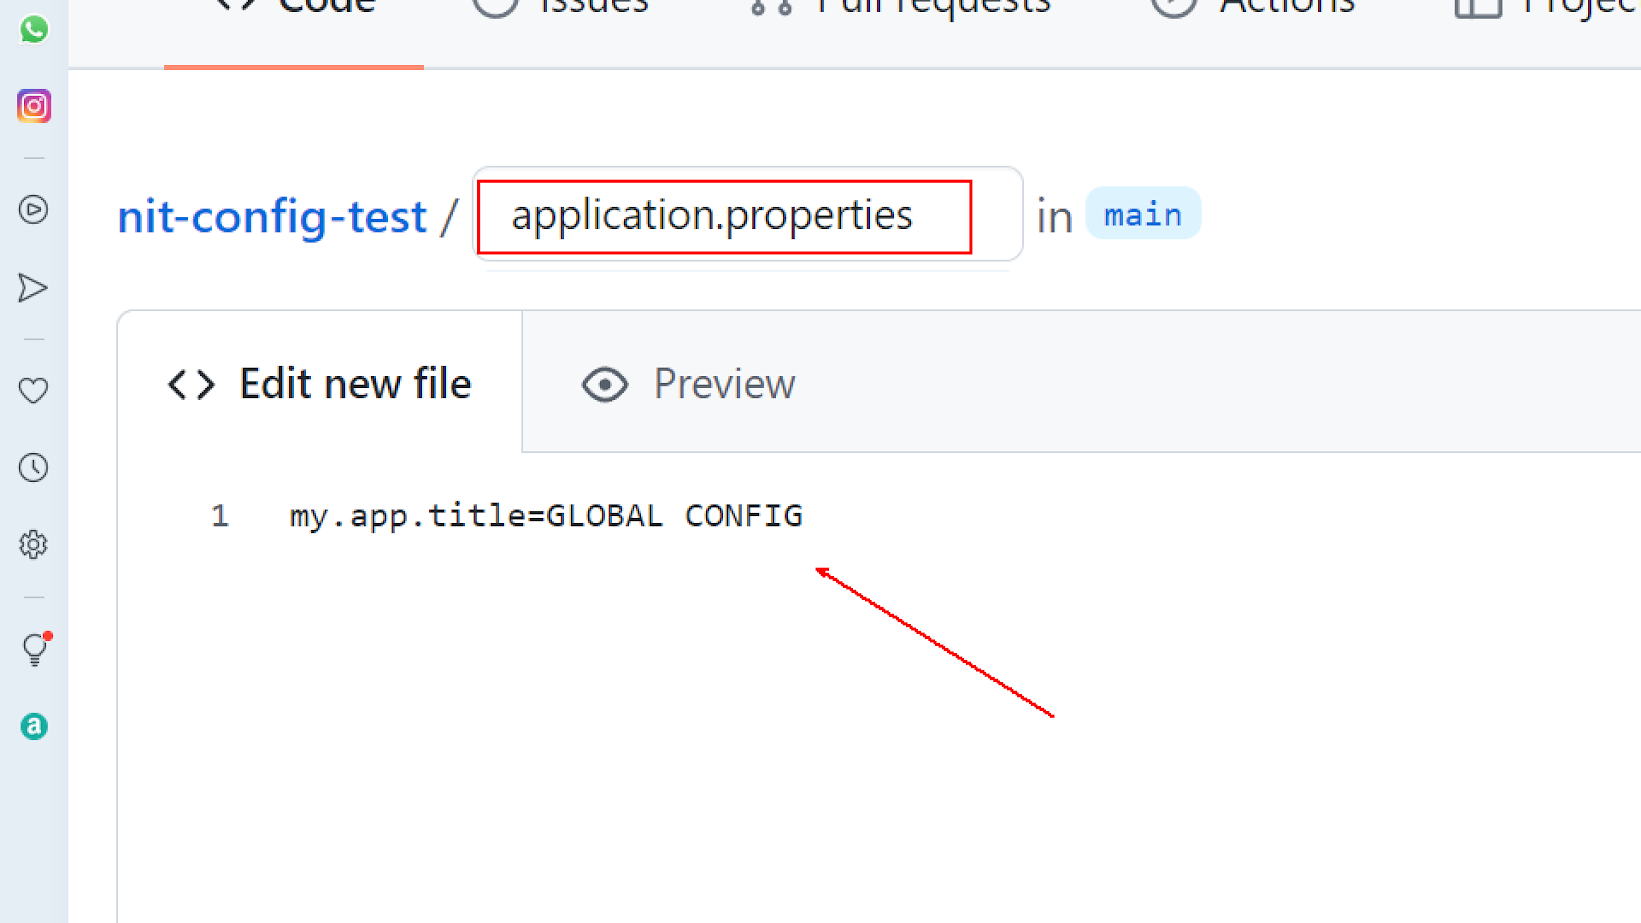 Code Issues Pull requests Actions Projec
nit-config-test / application.properties in main
Edit new file Preview
1 my.app.title=GLOBAL CONFIG
a